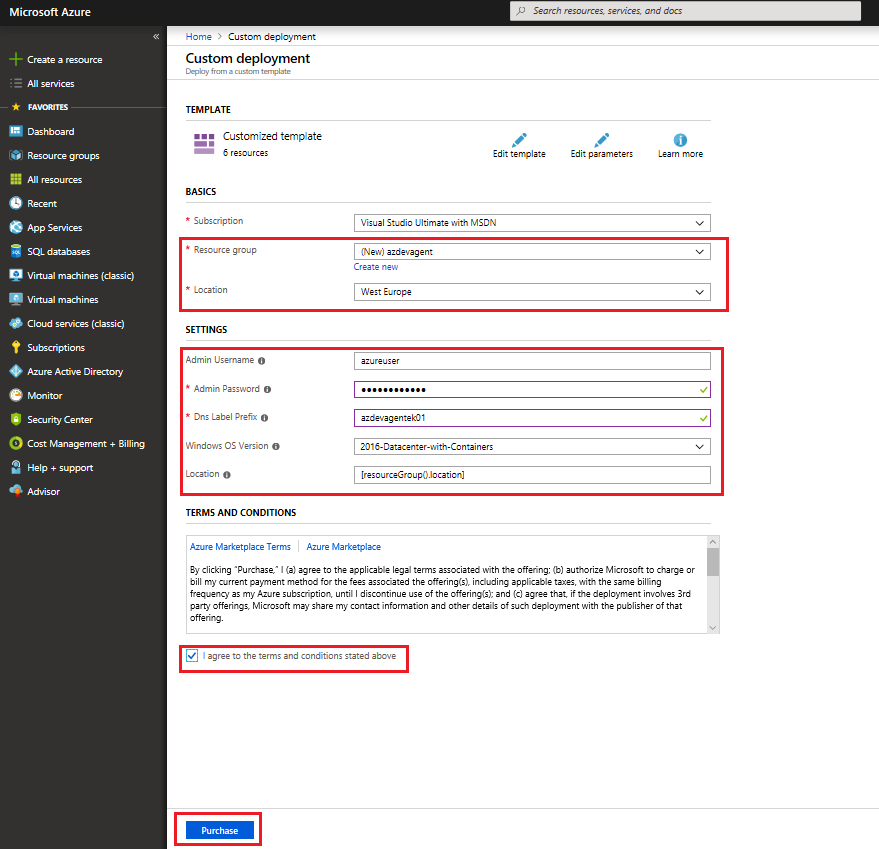 Microsoft Azure
Search resources, services, and docs
«
Create a resource
All services
FAVORITES
Dashboard
Resource groups
All resources
Recent
App Services
SQL databases
Virtual machines (classic)
Virtual machines
Cloud services (classic)
Subscriptions
Azure Active Directory
Monitor
Security Center
Cost Management + Billing
Help + support
Advisor
Home > Custom deployment
Custom deployment
Deploy from a custom template
TEMPLATE
Customized template
6 resources
Edit template
Edit parameters
Learn more
BASICS
* Subscription
Visual Studio Ultimate with MSDN
* Resource group
(New) azdevagent
Create new
* Location
West Europe
SETTINGS
Admin Username
azureuser
* Admin Password
••••••••••••
* Dns Label Prefix
azdevagentek01
Windows OS Version
2016-Datacenter-with-Containers
Location
[resourceGroup().location]
TERMS AND CONDITIONS
Azure Marketplace Terms | Azure Marketplace
By clicking "Purchase," I (a) agree to the applicable legal terms associated with the offering; (b) authorize Microsoft to charge or
bill my current payment method for the fees associated the offering(s), including applicable taxes, with the same billing
frequency as my Azure subscription, until I discontinue use of the offering(s); and (c) agree that, if the deployment involves 3rd
party offerings, Microsoft may share my contact information and other details of such deployment with the publisher of that
offering.
I agree to the terms and conditions stated above
Purchase